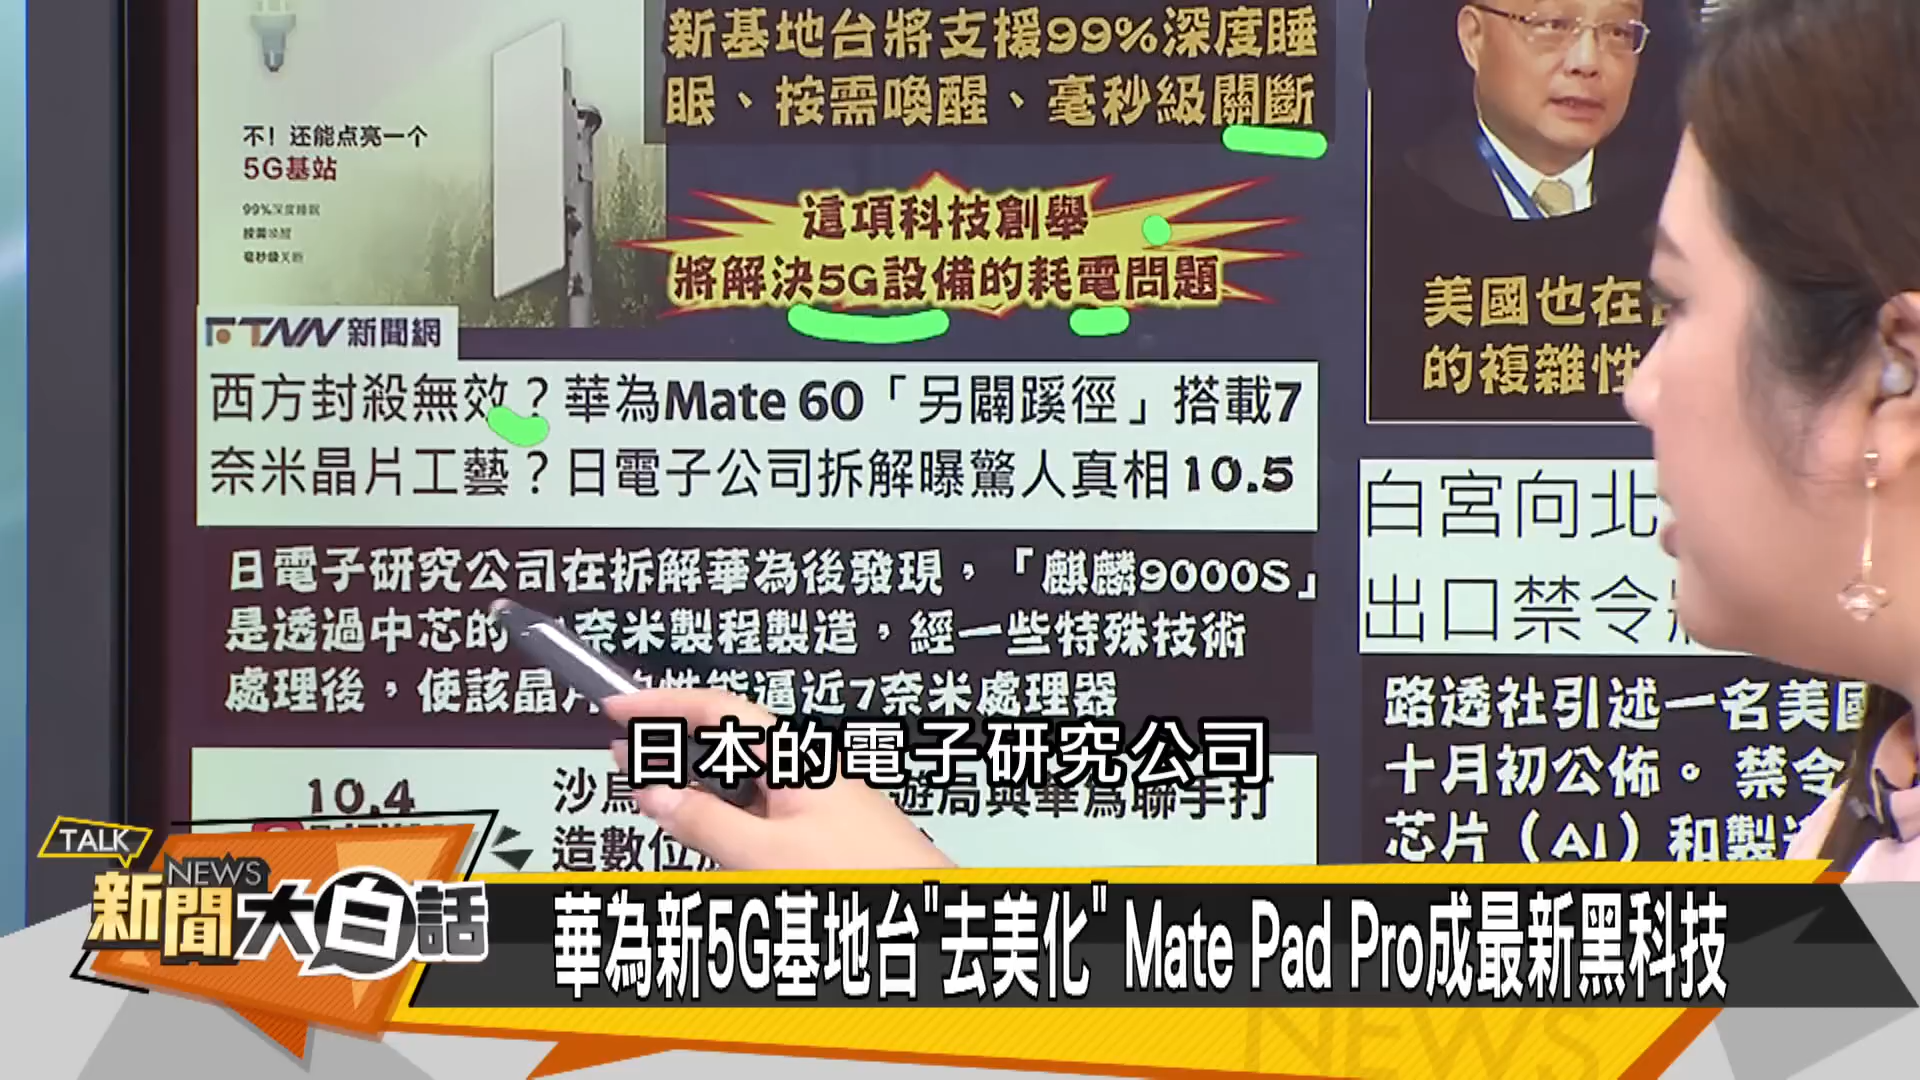 新基地台將支援99%深度睡
眠、按需喚醒、毫秒級關斷
不！还能点亮一个
5G基站
99%深度睡眠
按需唤醒
毫秒级关断
這項科技創舉
將解決5G設備的耗電問題
FTNN新聞網
西方封殺無效？華為Mate 60「另闢蹊徑」搭載7
奈米晶片工藝？日電子公司拆解曝驚人真相 10.5
日電子研究公司在拆解華為後發現，「麒麟9000S」
是透過中芯的 奈米製程製造，經一些特殊技術
處理後，使該晶片 性能逼近7奈米處理器
10.4
沙烏 遊局與華為聯手打
造數位
美國也在
的複雜性
白宮向北
出口禁令
路透社引述一名美國
十月初公佈。禁令
芯片（AI）和製造
日本的電子研究公司
TALK
NEWS
新聞大白話
華為新5G基地台"去美化" Mate Pad Pro成最新黑科技
NEWS